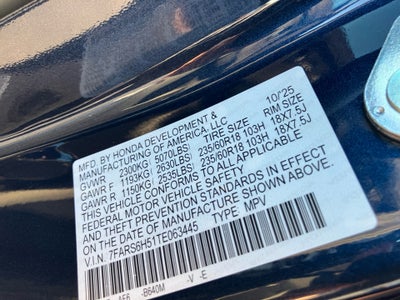 MFD. BY HONDA DEVELOPMENT &
MANUFACTURING OF AMERICA, LLC 10/25
GVWR 2300KG 5070LBS TIRE SIZE RIM SIZE
GAWR F 1193KG 2630LBS 235/60R18 103H 18X7.5J
GAWR R 1150KG 2535LBS 235/60R18 103H 18X7.5J
THIS VEHICLE CONFORMS TO ALL APPLICABLE
FEDERAL MOTOR VEHICLE SAFETY AND THEFT
PREVENTION STANDARDS IN EFFECT
ON THE DATE OF MANUFACTURE SHOWN ABOVE.
V.I.N. 7FARS6H51TE063445 TYPE MPV
-B640M -V -E